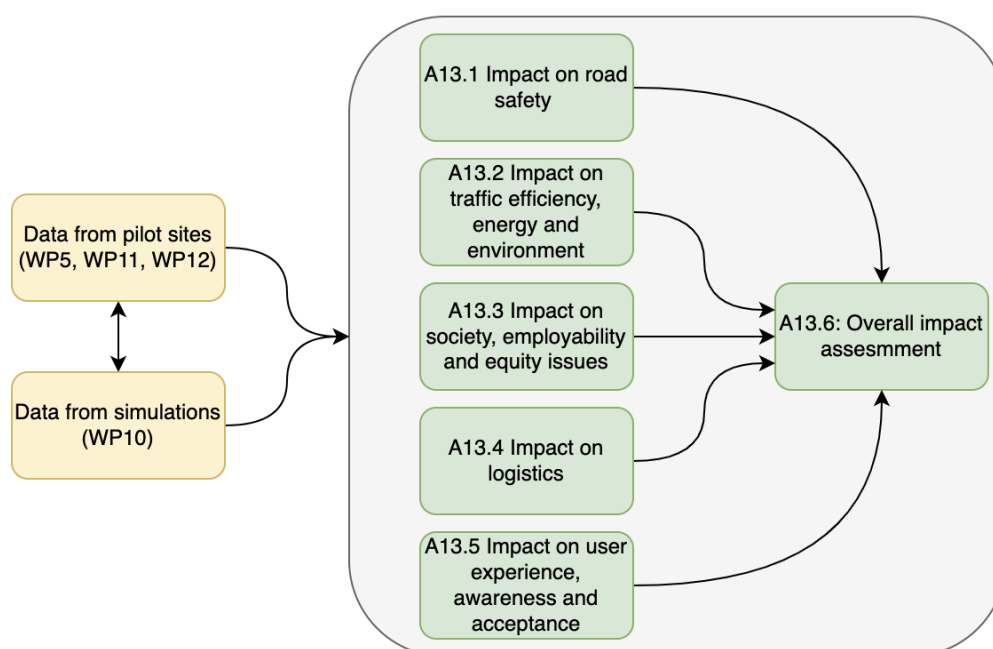 Data from pilot sites
(WP5, WP11, WP12)
Data from simulations
(WP10)
A13.1 Impact on road
safety
A13.2 Impact on
traffic efficiency,
energy and
environment
A13.3 Impact on
society, employability
and equity issues
A13.4 Impact on
logistics
A13.5 Impact on user
experience,
awareness and
acceptance
A13.6: Overall impact
assesmment